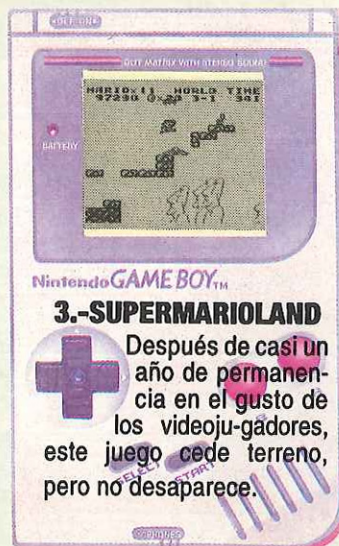 DOT MATRIX WITH STEREO SOUND
MARIO×11 WORLD TIME
97290 20 3-1 341
BATTERY
Nintendo GAME BOY™
3.-SUPERMARIOLAND
Después de casi un
año de permanen-
cia en el gusto de
los videoju-gadores,
este juego cede terreno,
pero no desaparece.
SELECT START